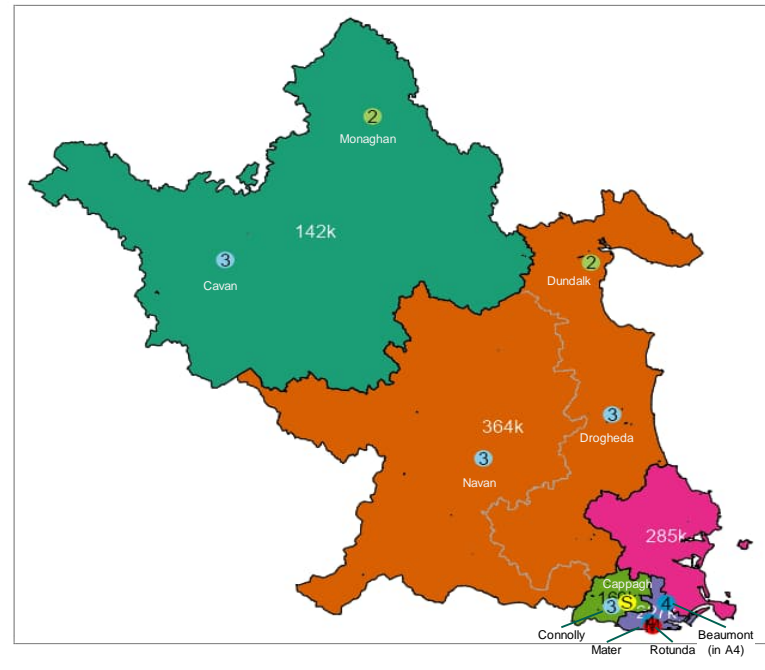 2
Monaghan
142k
3
Cavan
2
Dundalk
3
Drogheda
364k
3
Navan
285k
Cappagh
S
3
4
Connolly
Beaumont
Mater
Rotunda
(in A4)